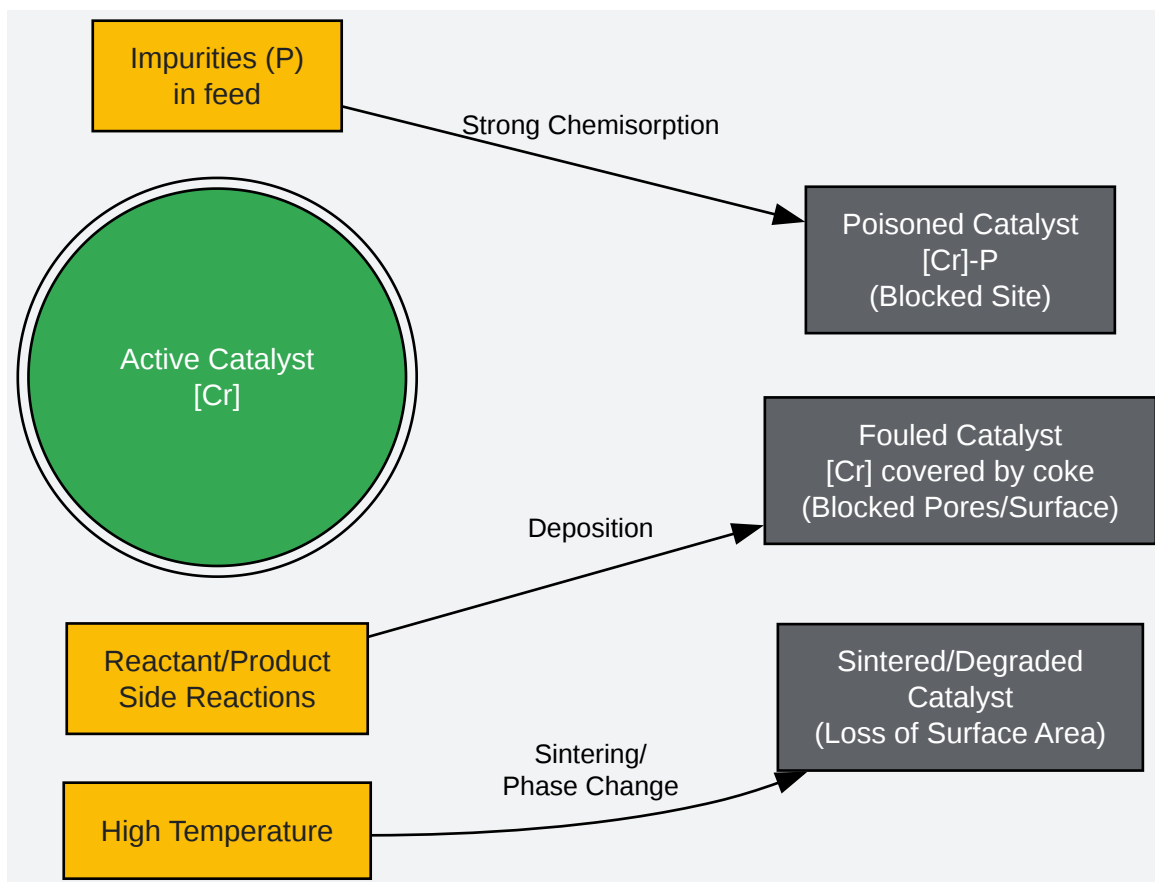 Impurities (P)
in feed
Strong Chemisorption
Poisoned Catalyst
[Cr]-P
(Blocked Site)
Active Catalyst
[Cr]
Fouled Catalyst
[Cr] covered by coke
(Blocked Pores/Surface)
Deposition
Reactant/Product
Side Reactions
Sintered/Degraded
Catalyst
(Loss of Surface Area)
Sintering/
Phase Change
High Temperature